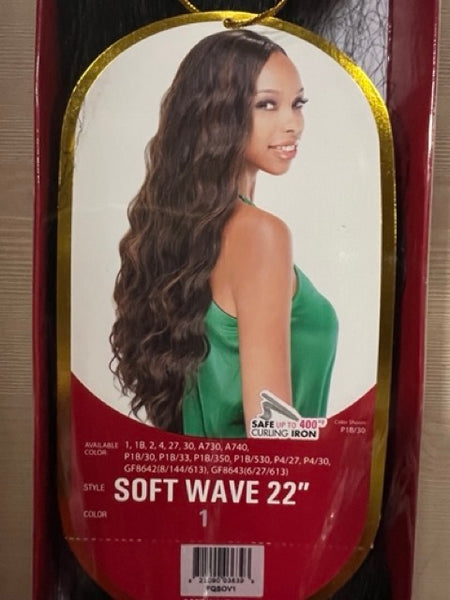 SAFE UP TO 400°F
CURLING IRON
Color Shown:
P1B/30
AVAILABLE COLOR: 1, 1B, 2, 4, 27, 30, A730, A740,
P1B/30, P1B/33, P1B/350, P1B/530, P4/27, P4/30,
GF8642(8/144/613), GF8643(6/27/613)
STYLE SOFT WAVE 22"
COLOR 1
FQSOV1